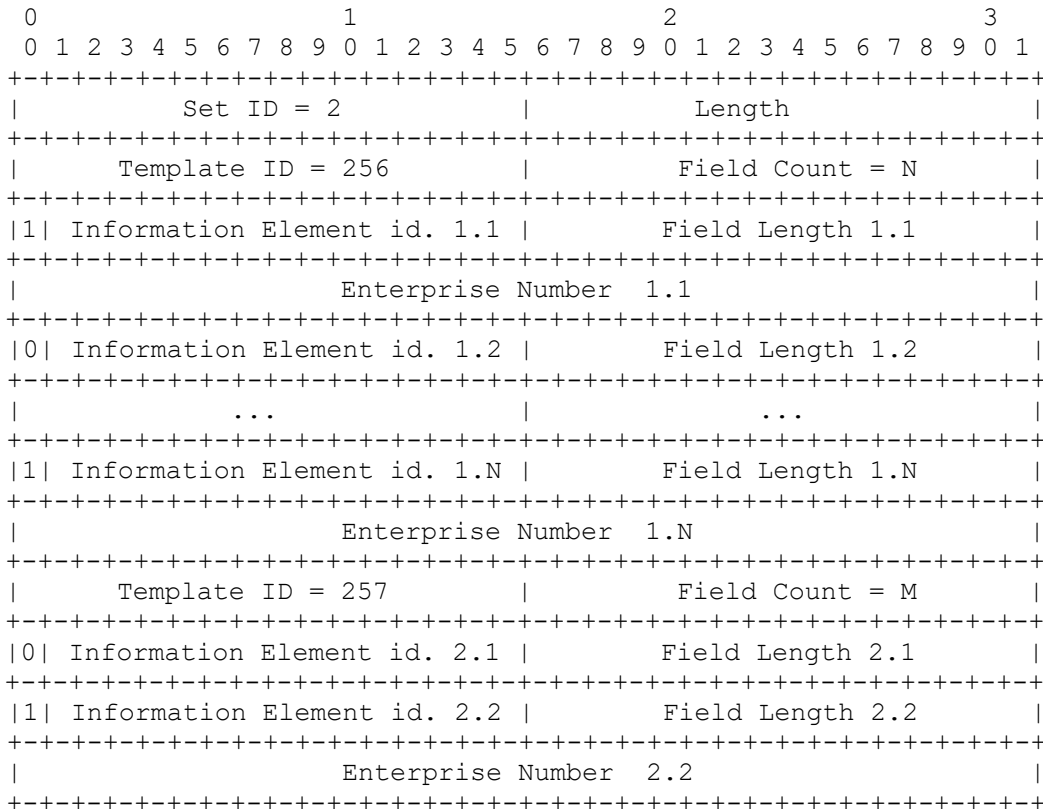 0                   1                   2                   3
 0 1 2 3 4 5 6 7 8 9 0 1 2 3 4 5 6 7 8 9 0 1 2 3 4 5 6 7 8 9 0 1
+-+-+-+-+-+-+-+-+-+-+-+-+-+-+-+-+-+-+-+-+-+-+-+-+-+-+-+-+-+-+-+-+
|          Set ID = 2           |          Length               |
+-+-+-+-+-+-+-+-+-+-+-+-+-+-+-+-+-+-+-+-+-+-+-+-+-+-+-+-+-+-+-+-+
|      Template ID = 256        |         Field Count = N       |
+-+-+-+-+-+-+-+-+-+-+-+-+-+-+-+-+-+-+-+-+-+-+-+-+-+-+-+-+-+-+-+-+
|1| Information Element id. 1.1 |        Field Length 1.1       |
+-+-+-+-+-+-+-+-+-+-+-+-+-+-+-+-+-+-+-+-+-+-+-+-+-+-+-+-+-+-+-+-+
|                    Enterprise Number  1.1                     |
+-+-+-+-+-+-+-+-+-+-+-+-+-+-+-+-+-+-+-+-+-+-+-+-+-+-+-+-+-+-+-+-+
|0| Information Element id. 1.2 |        Field Length 1.2       |
+-+-+-+-+-+-+-+-+-+-+-+-+-+-+-+-+-+-+-+-+-+-+-+-+-+-+-+-+-+-+-+-+
|             ...               |              ...              |
+-+-+-+-+-+-+-+-+-+-+-+-+-+-+-+-+-+-+-+-+-+-+-+-+-+-+-+-+-+-+-+-+
|1| Information Element id. 1.N |        Field Length 1.N       |
+-+-+-+-+-+-+-+-+-+-+-+-+-+-+-+-+-+-+-+-+-+-+-+-+-+-+-+-+-+-+-+-+
|                    Enterprise Number  1.N                     |
+-+-+-+-+-+-+-+-+-+-+-+-+-+-+-+-+-+-+-+-+-+-+-+-+-+-+-+-+-+-+-+-+
|      Template ID = 257        |         Field Count = M       |
+-+-+-+-+-+-+-+-+-+-+-+-+-+-+-+-+-+-+-+-+-+-+-+-+-+-+-+-+-+-+-+-+
|0| Information Element id. 2.1 |        Field Length 2.1       |
+-+-+-+-+-+-+-+-+-+-+-+-+-+-+-+-+-+-+-+-+-+-+-+-+-+-+-+-+-+-+-+-+
|1| Information Element id. 2.2 |        Field Length 2.2       |
+-+-+-+-+-+-+-+-+-+-+-+-+-+-+-+-+-+-+-+-+-+-+-+-+-+-+-+-+-+-+-+-+
|                    Enterprise Number  2.2                     |
+-+-+-+-+-+-+-+-+-+-+-+-+-+-+-+-+-+-+-+-+-+-+-+-+-+-+-+-+-+-+-+-+